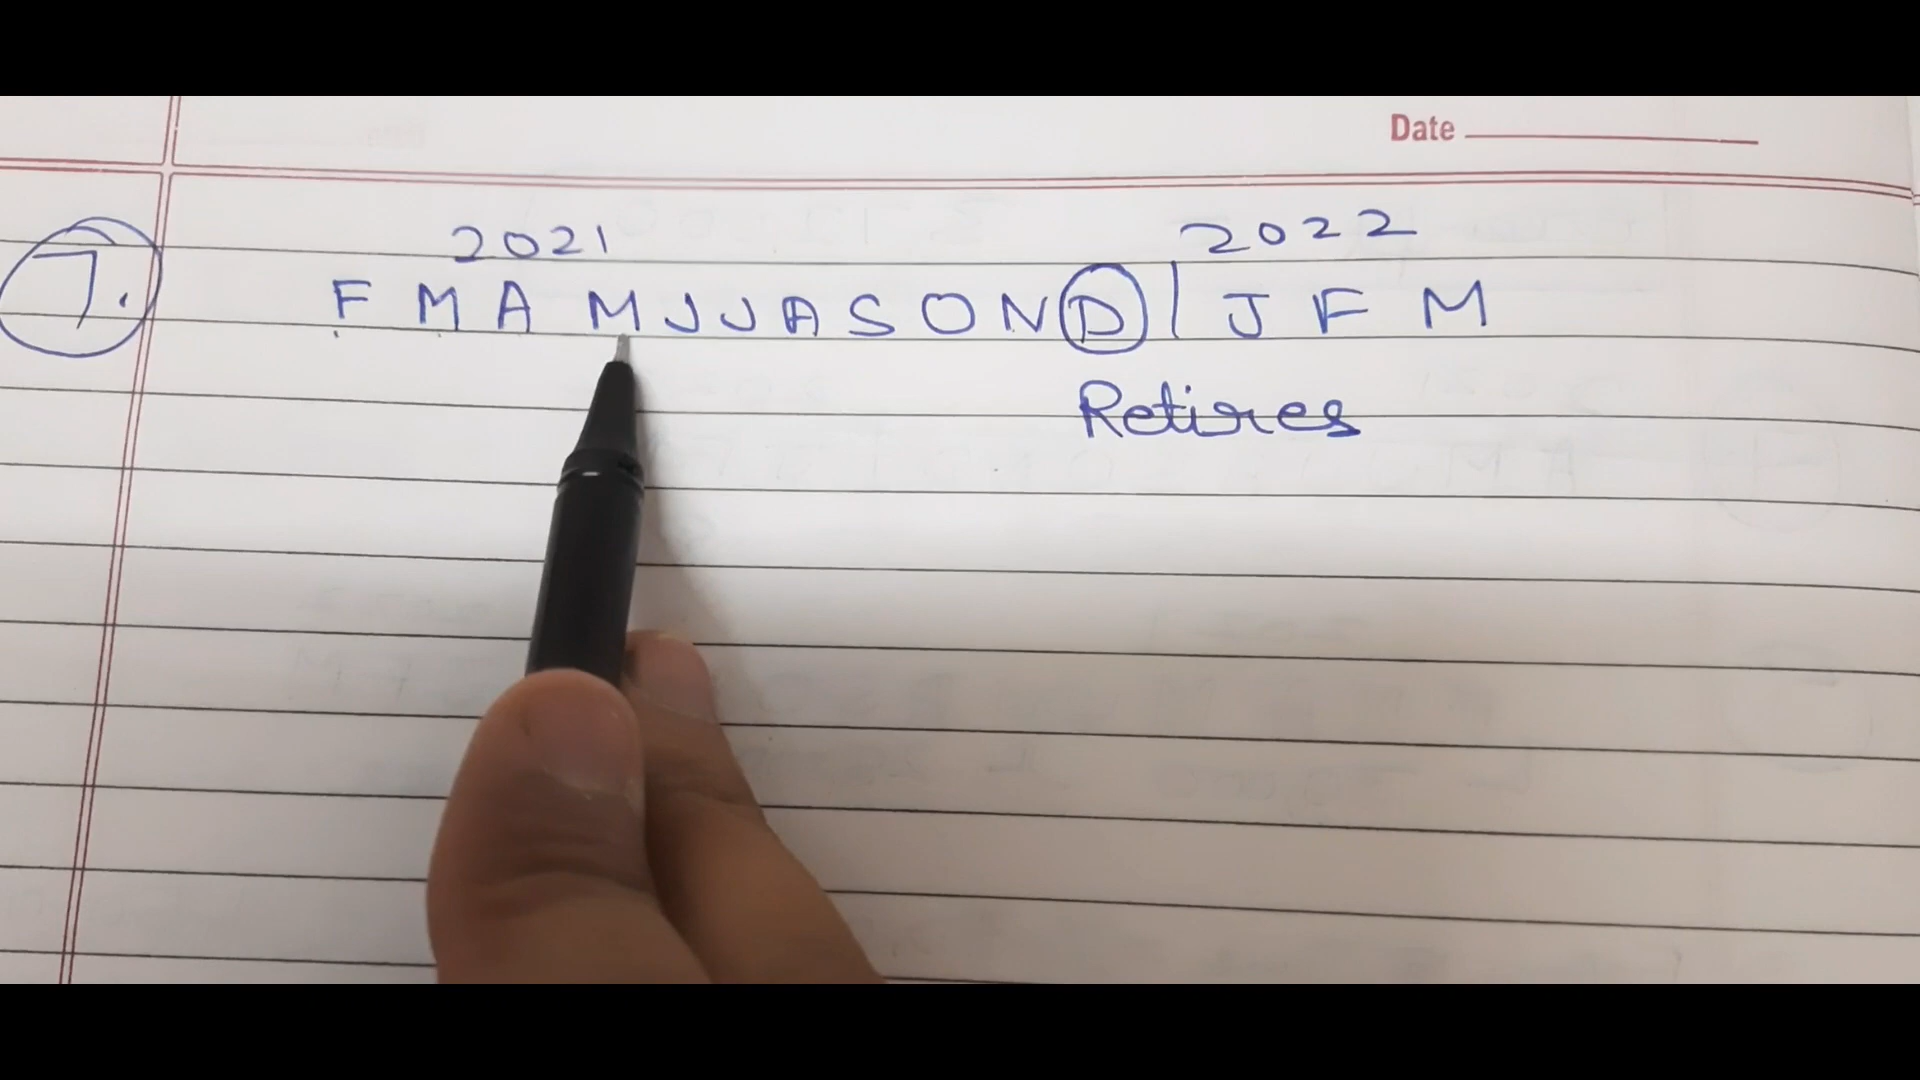 Date
2021 2022
7. F M A M J J A S O N D | J F M
Retires